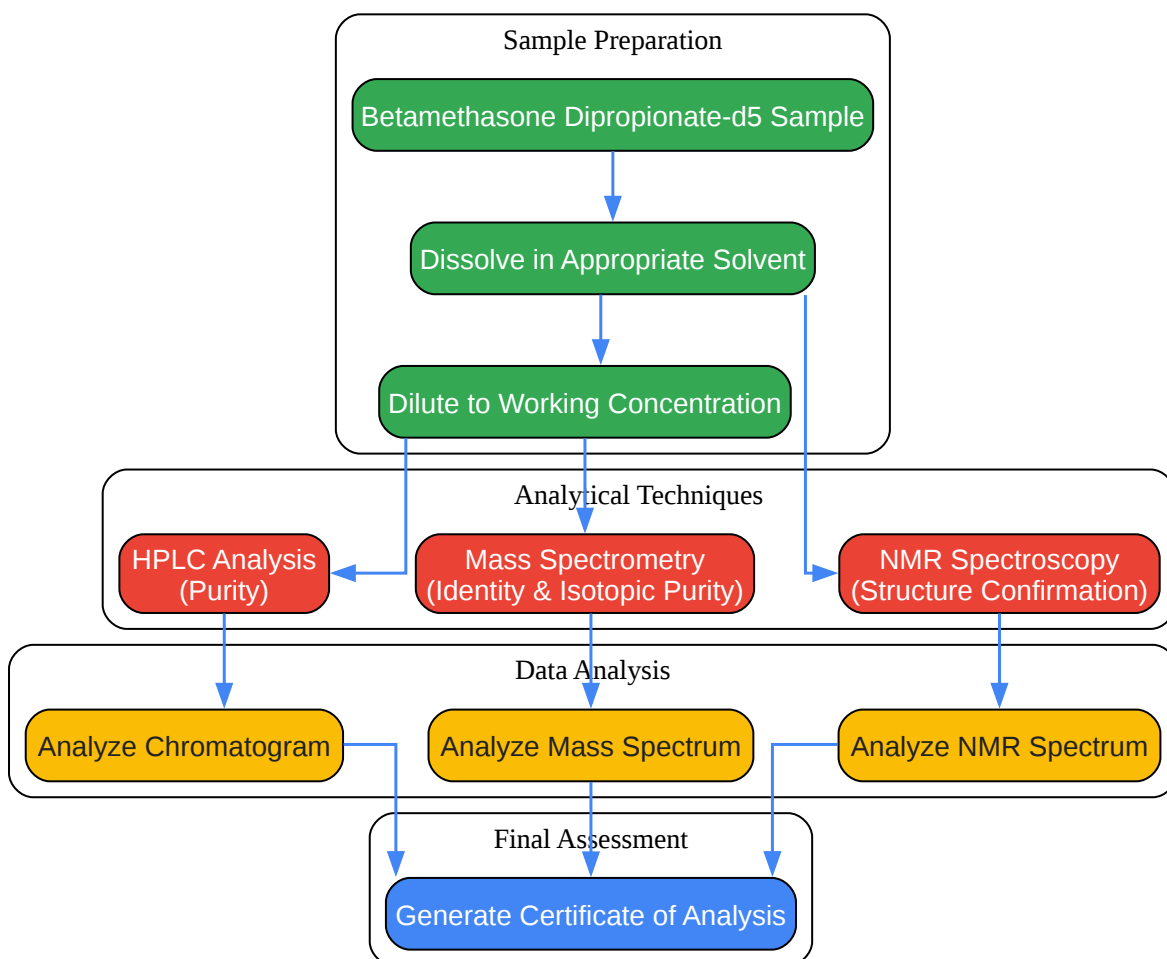 Sample Preparation
Betamethasone Dipropionate-d5 Sample
Dissolve in Appropriate Solvent
Dilute to Working Concentration
Analytical Techniques
HPLC Analysis
(Purity)
Mass Spectrometry
(Identity & Isotopic Purity)
NMR Spectroscopy
(Structure Confirmation)
Data Analysis
Analyze Chromatogram
Analyze Mass Spectrum
Analyze NMR Spectrum
Final Assessment
Generate Certificate of Analysis